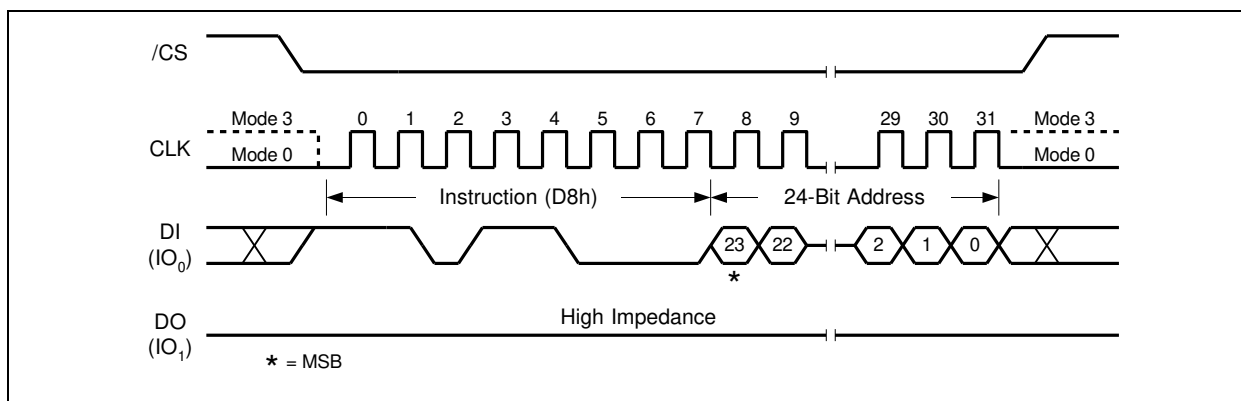 /CS
Mode 3 0 1 2 3 4 5 6 7 8 9 29 30 31 Mode 3
CLK
Mode 0 Mode 0
Instruction (D8h) 24-Bit Address
DI
(IO₀)
23 22 2 1 0
*
High Impedance
DO
(IO₁)
* = MSB